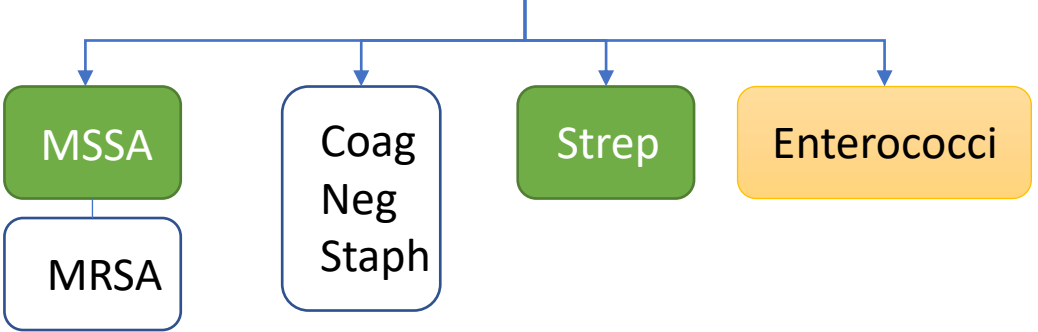 MSSA
Coag
Neg
Staph
Strep
Enterococci
MRSA